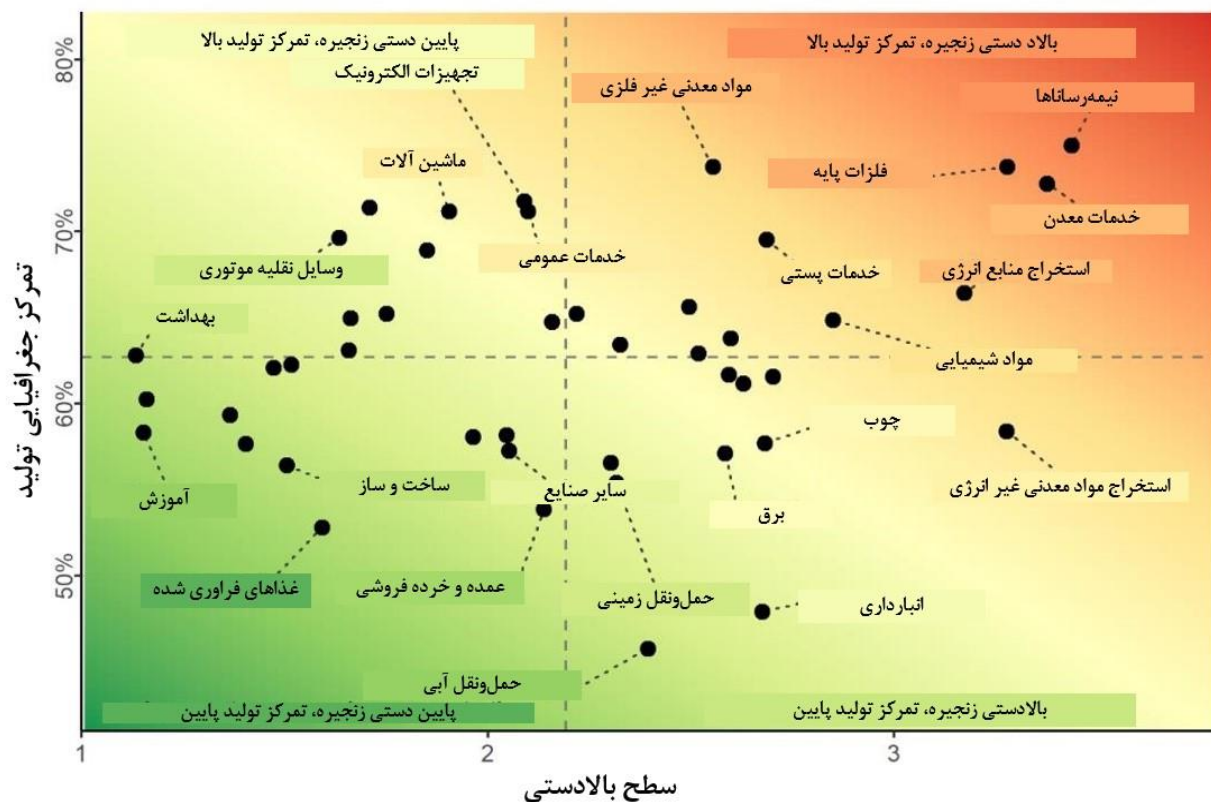 پایین دستی زنجیره، تمرکز تولید بالا
بالاد دستی زنجیره، تمرکز تولید بالا
80%
تجهیزات الکترونیک
مواد معدنی غیر فلزی
نیمه‌رساناها
ماشین آلات
فلزات پایه
خدمات معدن
70%
خدمات عمومی
وسایل نقلیه موتوری
خدمات پستی
استخراج منابع انرژی
بهداشت
مواد شیمیایی
تمرکز جغرافیایی تولید
60%
چوب
آموزش
ساخت و ساز
سایر صنایع
برق
استخراج مواد معدنی غیر انرژی
50%
غذاهای فراوری شده
عمده و خرده فروشی
حمل‌ونقل زمینی
انبارداری
حمل‌ونقل آبی
پایین دستی زنجیره، تمرکز تولید پایین
بالادستی زنجیره، تمرکز تولید پایین
1
2
3
سطح بالادستی